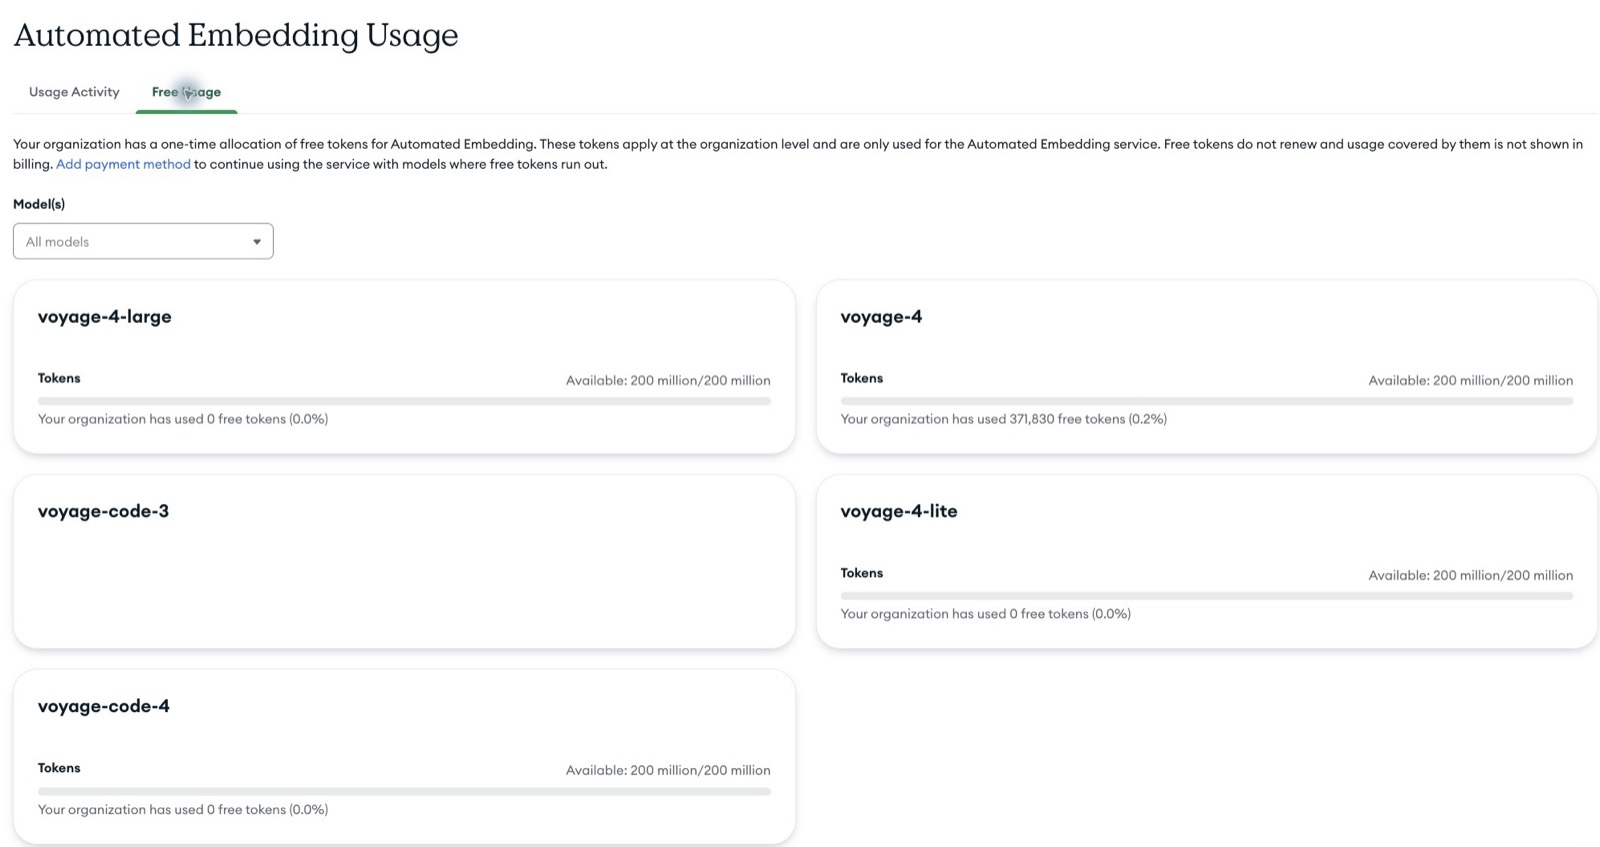 Automated Embedding Usage
Usage Activity
Free Usage
Your organization has a one-time allocation of free tokens for Automated Embedding. These tokens apply at the organization level and are only used for the Automated Embedding service. Free tokens do not renew and usage covered by them is not shown in
billing. Add payment method to continue using the service with models where free tokens run out.
Model(s)
All models
voyage-4-large
Tokens
Available: 200 million/200 million
Your organization has used 0 free tokens (0.0%)
voyage-4
Tokens
Available: 200 million/200 million
Your organization has used 371,830 free tokens (0.2%)
voyage-code-3
voyage-4-lite
Tokens
Available: 200 million/200 million
Your organization has used 0 free tokens (0.0%)
voyage-code-4
Tokens
Available: 200 million/200 million
Your organization has used 0 free tokens (0.0%)